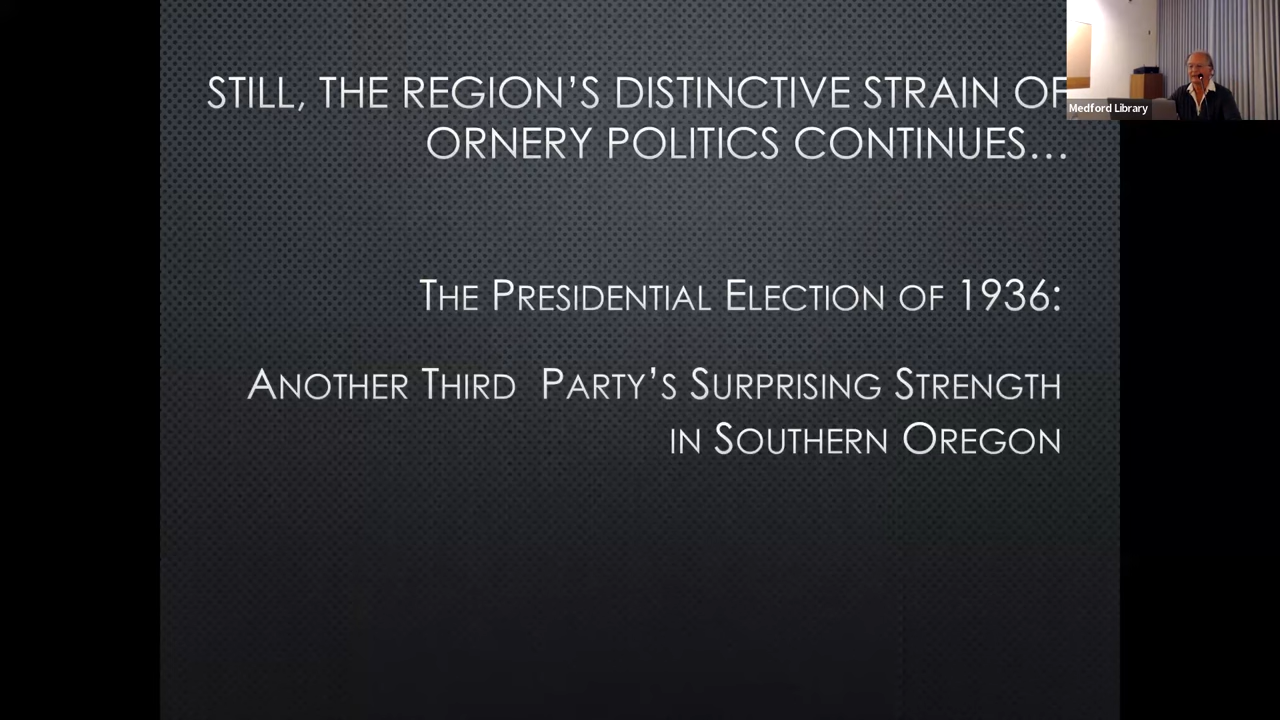 STILL, THE REGION'S DISTINCTIVE STRAIN OF
ORNERY POLITICS CONTINUES…
THE PRESIDENTIAL ELECTION OF 1936:
ANOTHER THIRD PARTY'S SURPRISING STRENGTH
IN SOUTHERN OREGON
Medford Library